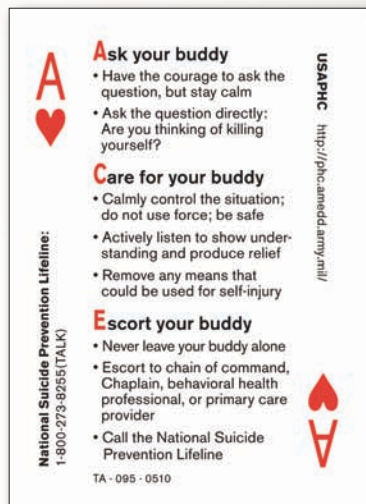 A
Ask your buddy
• Have the courage to ask the
question, but stay calm
• Ask the question directly:
Are you thinking of killing
yourself?
Care for your buddy
• Calmly control the situation;
do not use force; be safe
• Actively listen to show under-
standing and produce relief
• Remove any means that
could be used for self-injury
Escort your buddy
• Never leave your buddy alone
• Escort to chain of command,
Chaplain, behavioral health
professional, or primary care
provider
• Call the National Suicide
Prevention Lifeline
TA - 095 - 0510
National Suicide Prevention Lifeline:
1-800-273-8255(TALK)
USAPHC http://phc.amedd.army.mil/
A